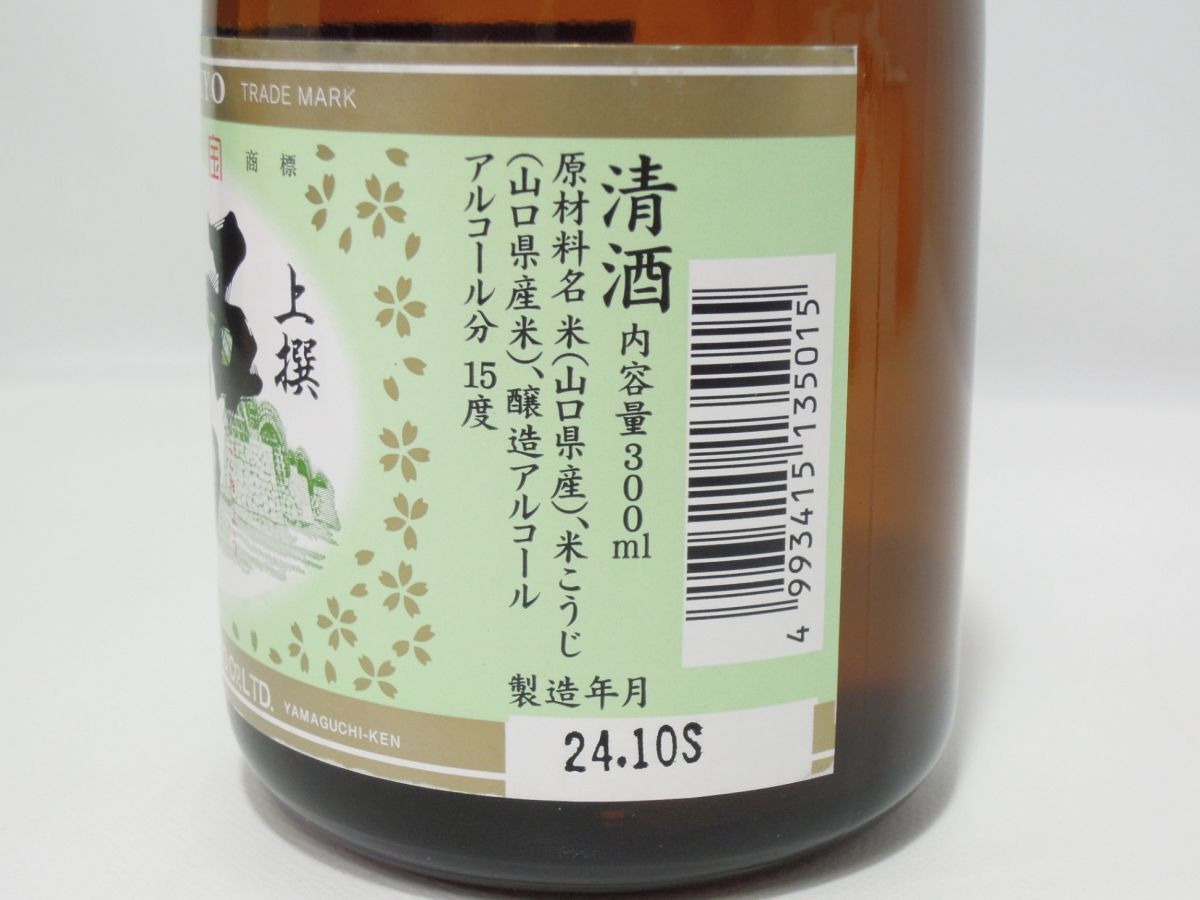 TRADE MARK
商標
上撰
清酒 内容量300ml
原材料名 米(山口県産)、米こうじ
(山口県産米)、醸造アルコール
アルコール分 15度
4 993415 135015
製造年月
24.10S
CO.,LTD. YAMAGUCHI-KEN